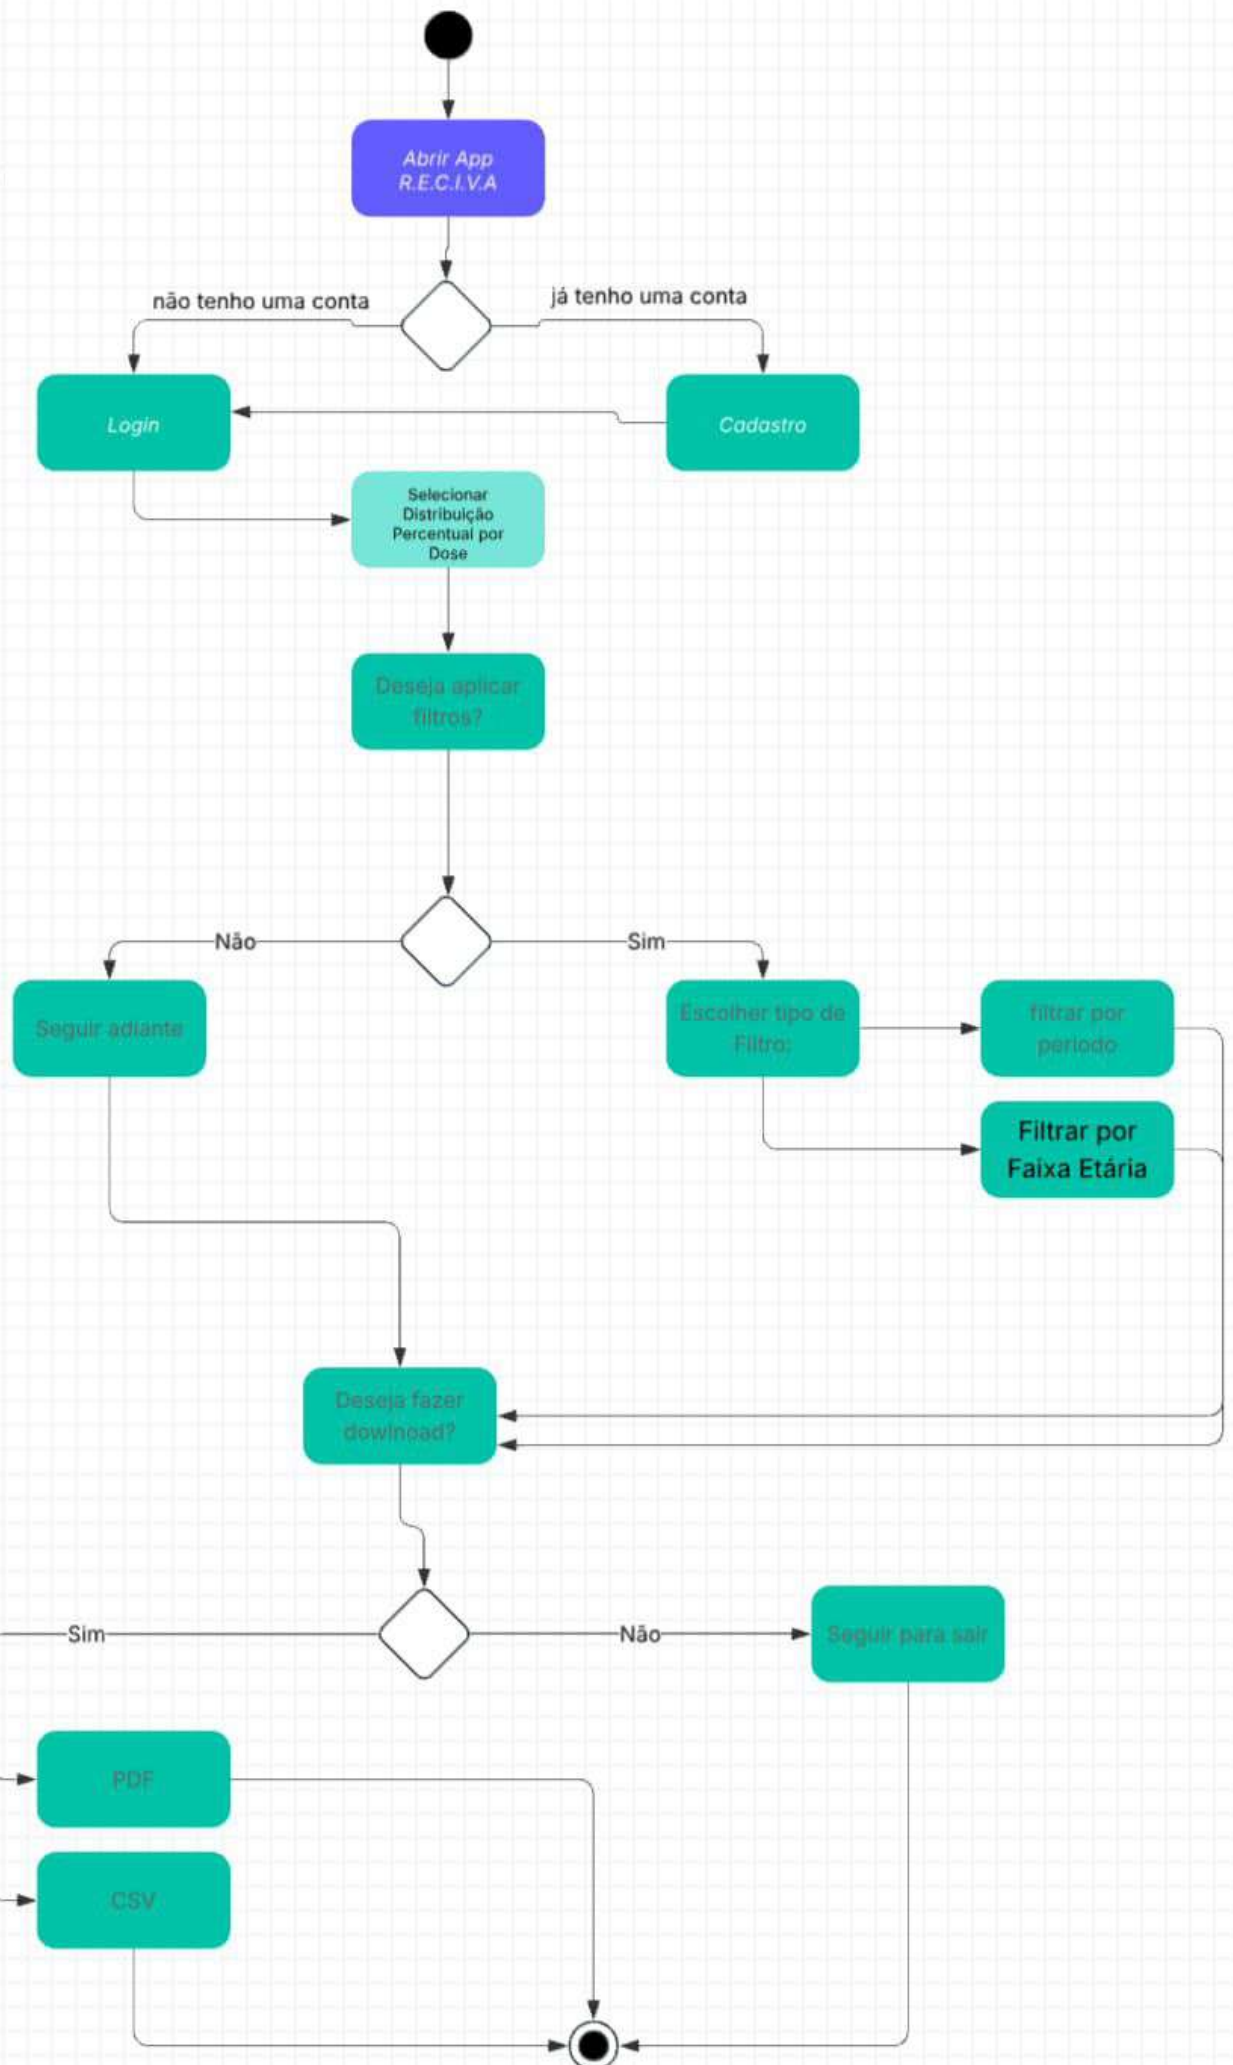 Abrir App
R.E.C.I.V.A
não tenho uma conta
já tenho uma conta
Login
Cadastro
Selecionar
Distribuição
Percentual por
Dose
Deseja aplicar
filtros?
Não
Sim
Seguir adiante
Escolher tipo de
Filtro:
filtrar por
periodo
Filtrar por
Faixa Etária
Deseja fazer
dowlnoad?
Sim
Não
Seguir para sair
PDF
CSV